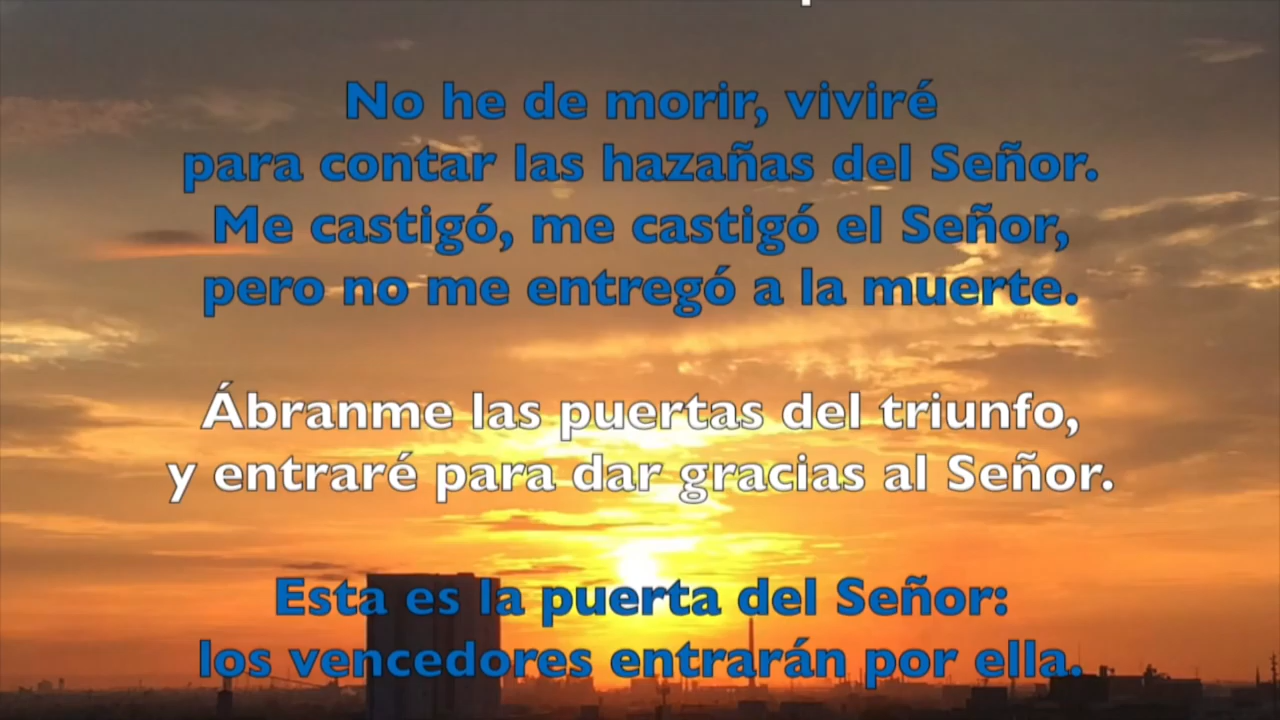 No he de morir, viviré
para contar las hazañas del Señor.
Me castigó, me castigó el Señor,
pero no me entregó a la muerte.
Ábranme las puertas del triunfo,
y entraré para dar gracias al Señor.
Esta es la puerta del Señor:
los vencedores entrarán por ella.